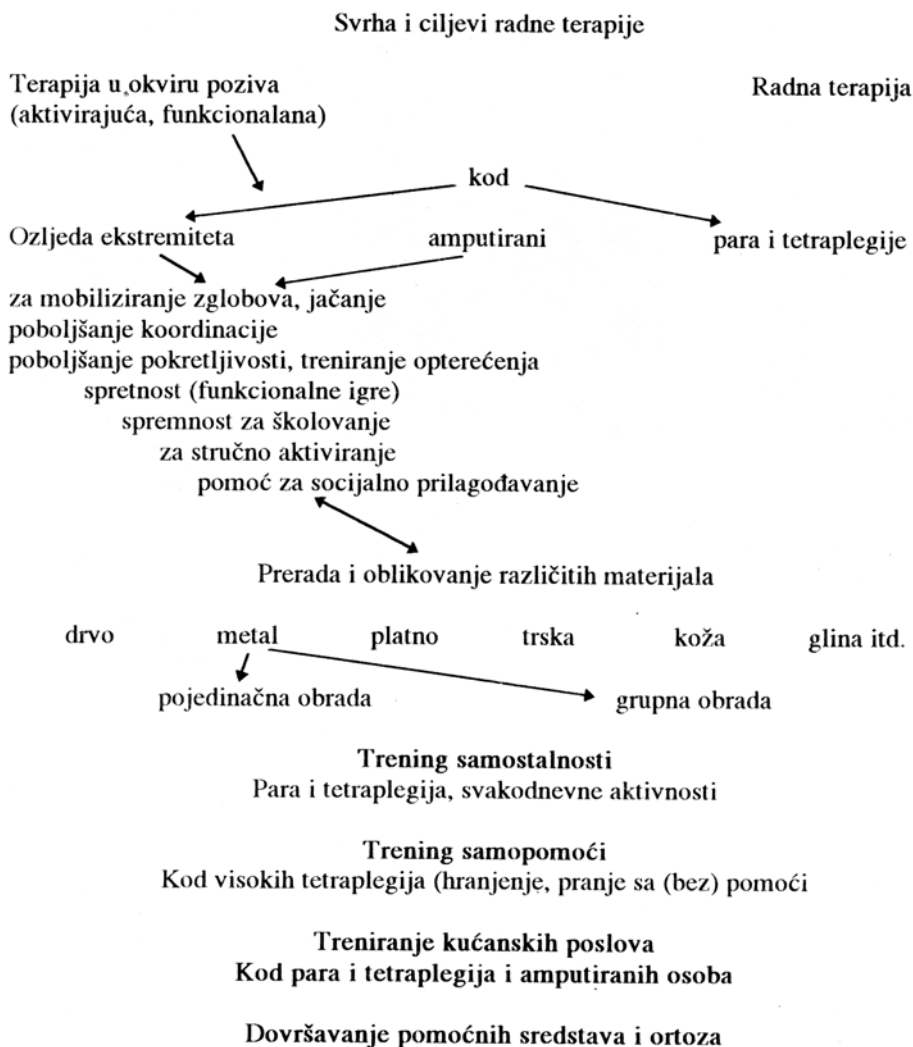 Svrha i ciljevi radne terapije
Terapija u okviru poziva
(aktivirajuća, funkcionalana)
Radna terapija
kod
Ozljeda ekstremiteta amputirani para i tetraplegije
za mobiliziranje zglobova, jačanje
poboljšanje koordinacije
poboljšanje pokretljivosti, treniranje opterećenja
spretnost (funkcionalne igre)
spremnost za školovanje
za stručno aktiviranje
pomoć za socijalno prilagođavanje
Prerada i oblikovanje različitih materijala
drvo metal platno trska koža glina itd.
pojedinačna obrada grupna obrada
Trening samostalnosti
Para i tetraplegija, svakodnevne aktivnosti
Trening samopomoći
Kod visokih tetraplegija (hranjenje, pranje sa (bez) pomoći
Treniranje kućanskih poslova
Kod para i tetraplegija i amputiranih osoba
Dovršavanje pomoćnih sredstava i ortoza